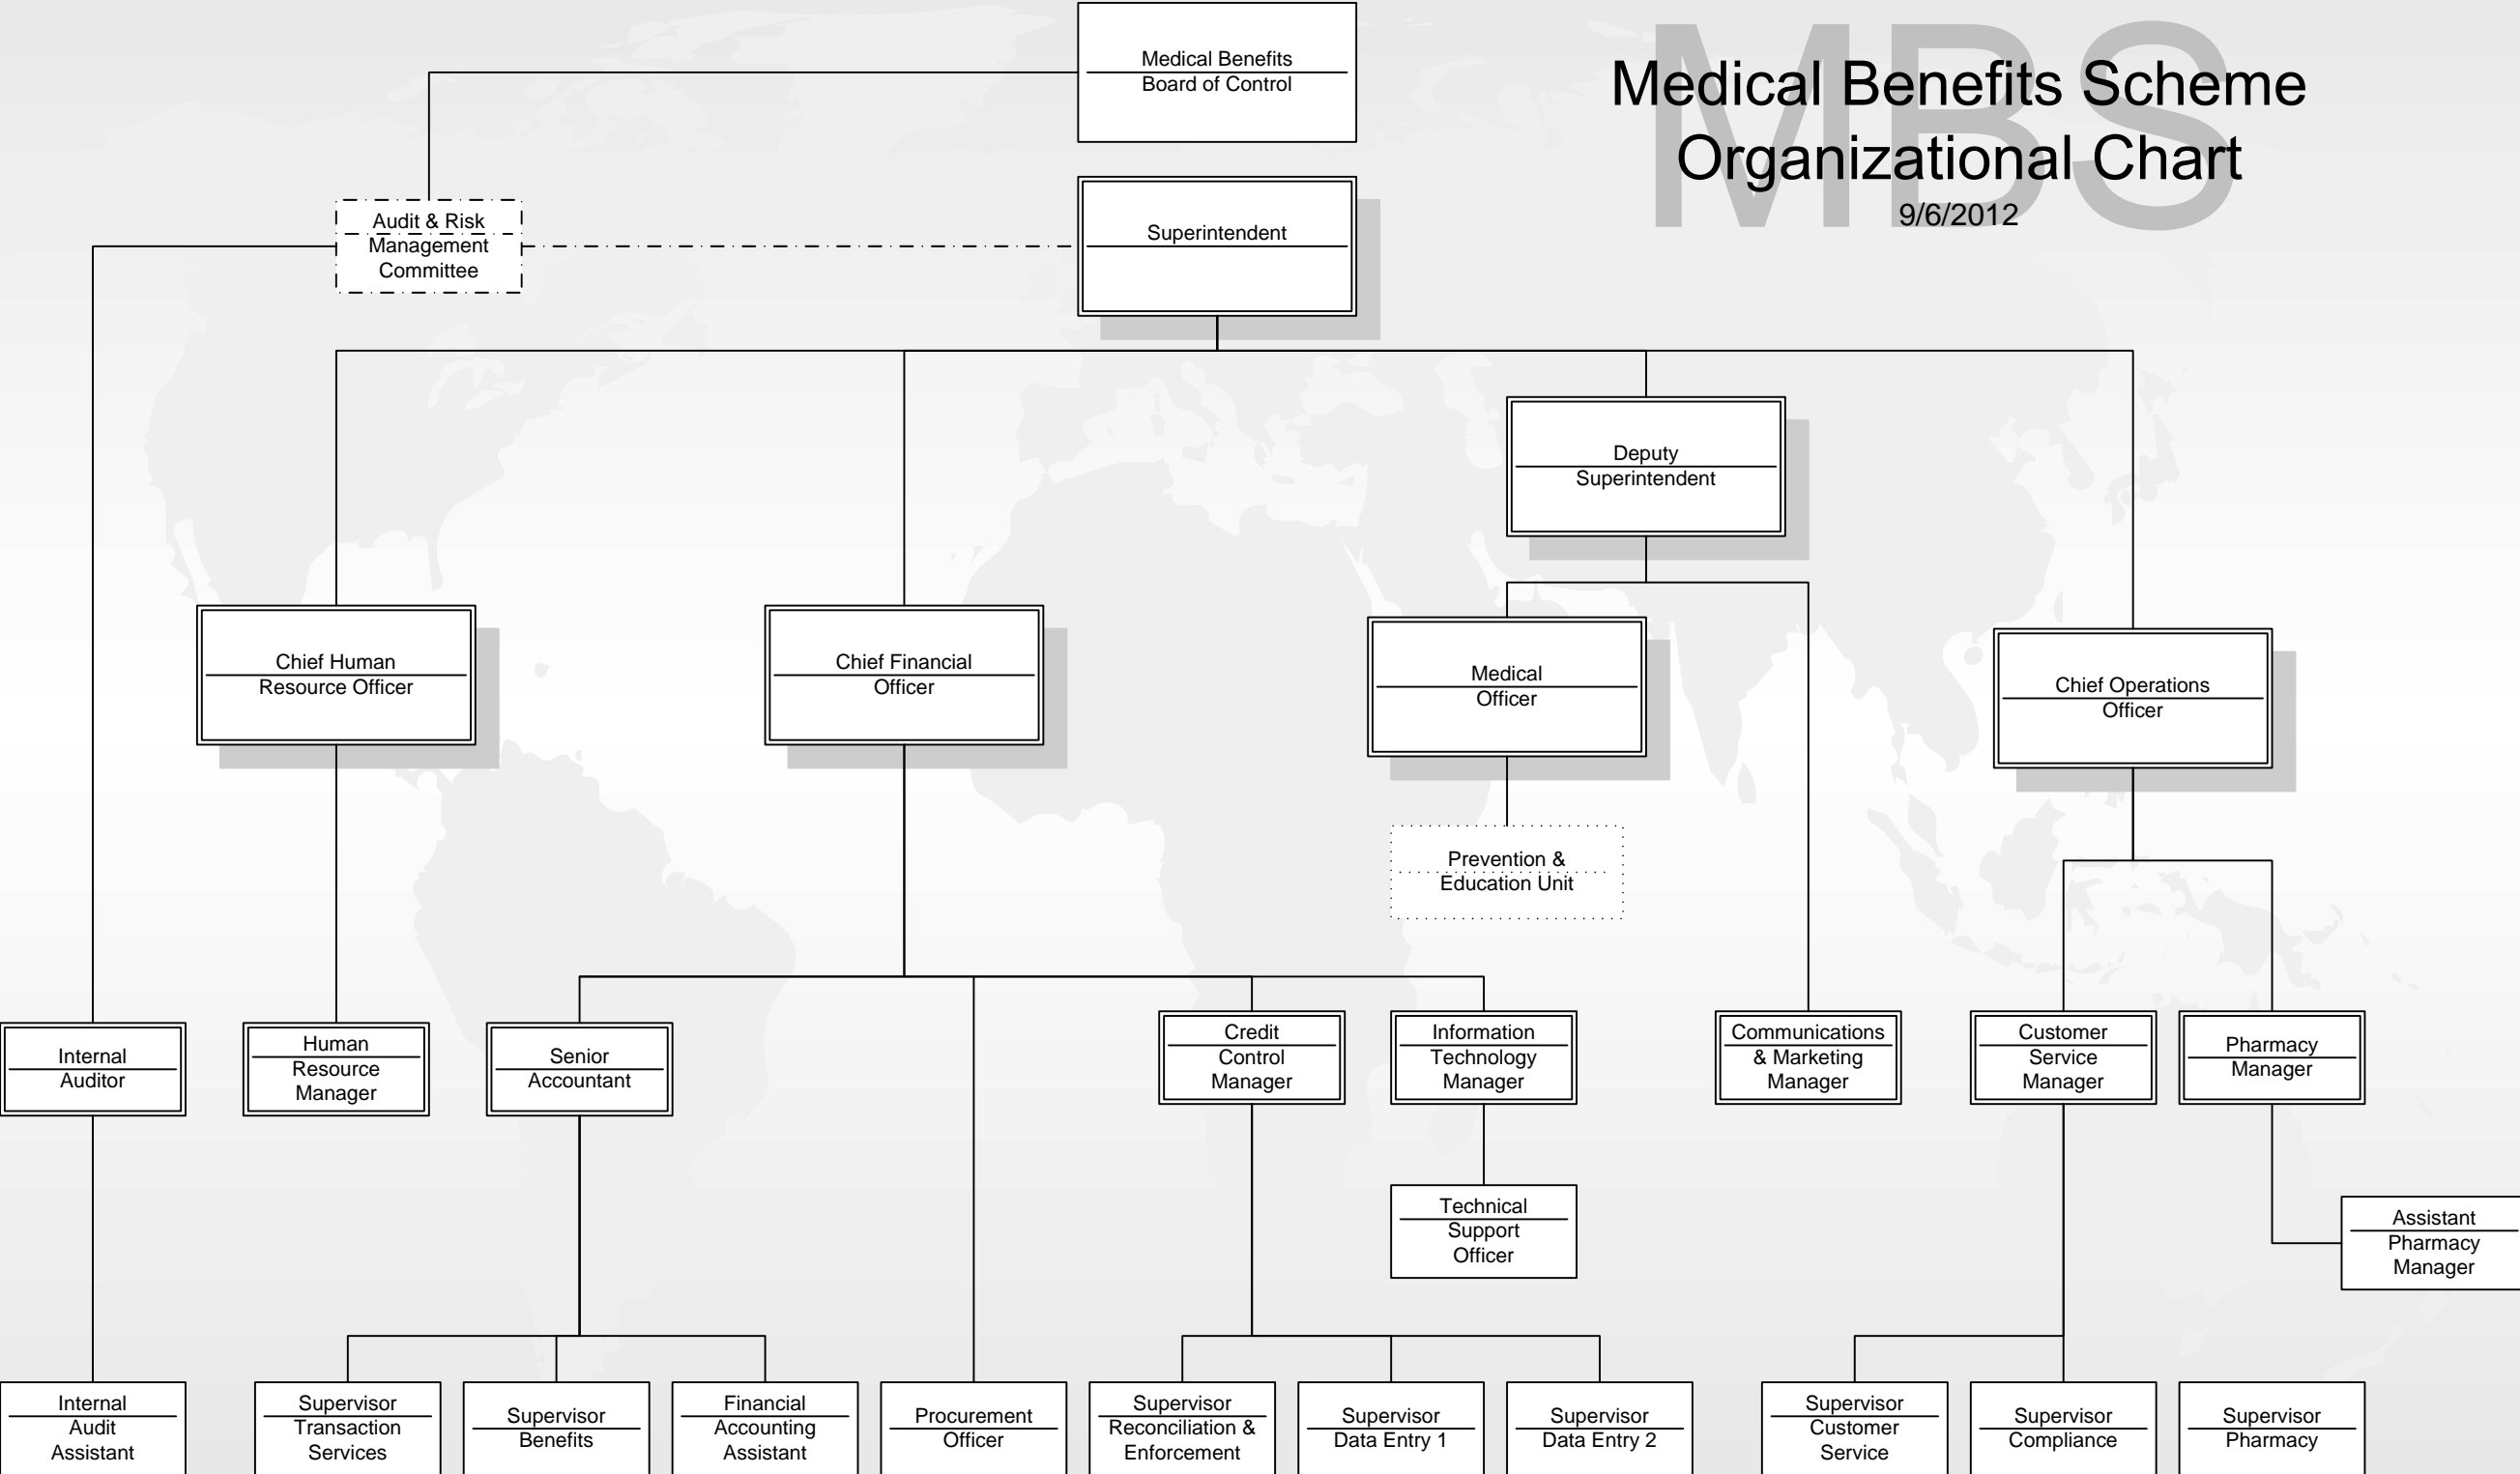 MBS
Medical Benefits Scheme
Organizational Chart
9/6/2012
Medical Benefits
Board of Control
Audit & Risk
Management
Committee
Superintendent
Deputy
Superintendent
Chief Human
Resource Officer
Chief Financial
Officer
Medical
Officer
Chief Operations
Officer
Prevention &
Education Unit
Internal
Auditor
Human
Resource
Manager
Senior
Accountant
Credit
Control
Manager
Information
Technology
Manager
Communications
& Marketing
Manager
Customer
Service
Manager
Pharmacy
Manager
Technical
Support
Officer
Assistant
Pharmacy
Manager
Internal
Audit
Assistant
Supervisor
Transaction
Services
Supervisor
Benefits
Financial
Accounting
Assistant
Procurement
Officer
Supervisor
Reconciliation &
Enforcement
Supervisor
Data Entry 1
Supervisor
Data Entry 2
Supervisor
Customer
Service
Supervisor
Compliance
Supervisor
Pharmacy